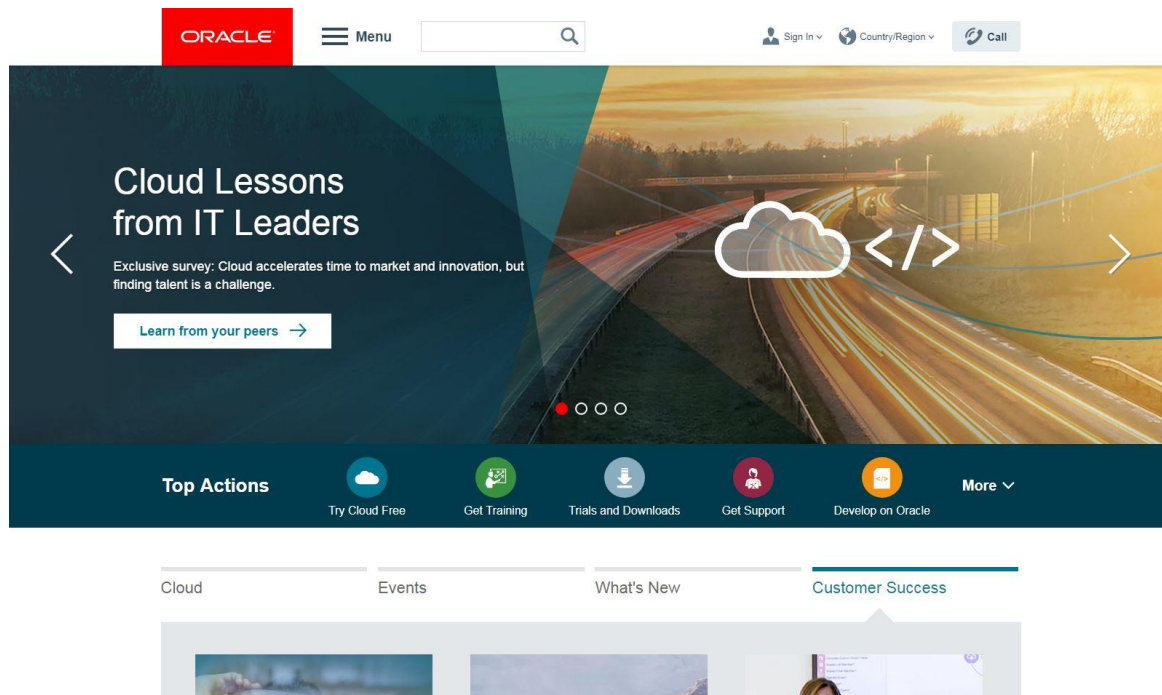 ORACLE
Menu
Sign In
Country/Region
Call
Cloud Lessons
from IT Leaders
Exclusive survey: Cloud accelerates time to market and innovation, but
finding talent is a challenge.
Learn from your peers
</>
Top Actions
Try Cloud Free
Get Training
Trials and Downloads
Get Support
Develop on Oracle
More
Cloud
Events
What's New
Customer Success